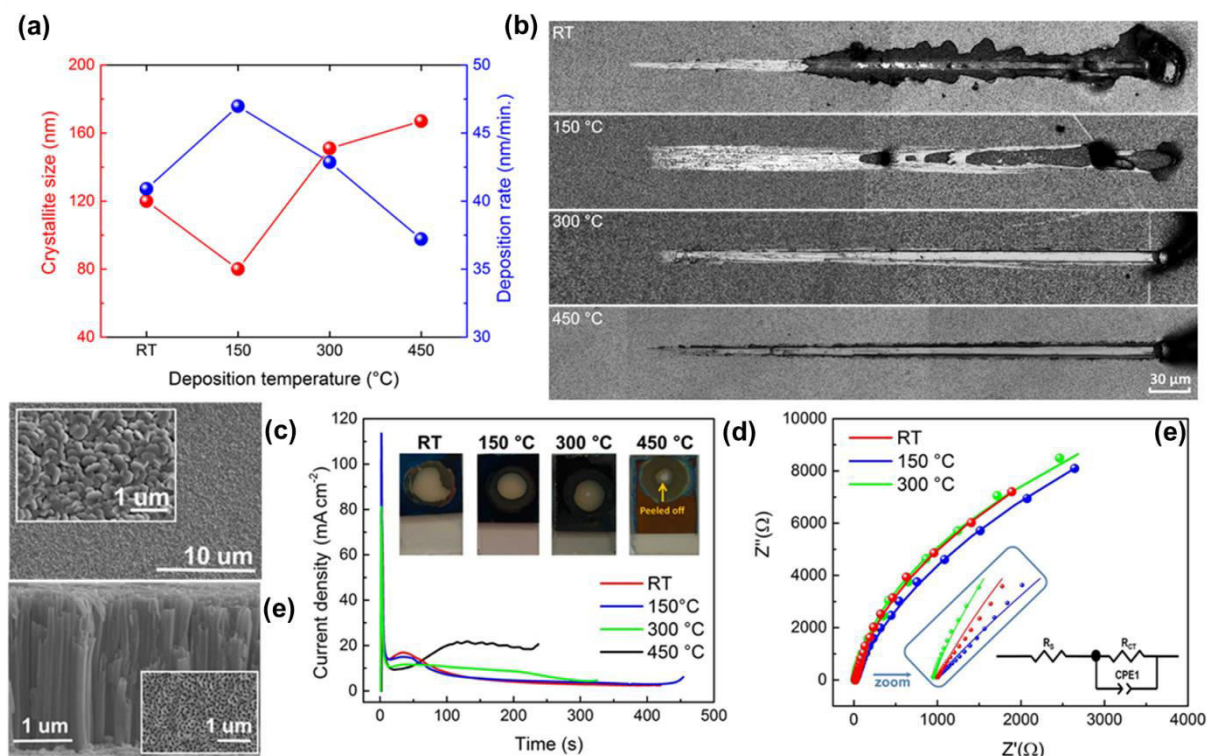 (a)
200
160
120
80
40
Crystallite size (nm)
50
45
40
35
30
Deposition rate (nm/min.)
RT
150
300
450
Deposition temperature (°C)
(b)
RT
150 °C
300 °C
450 °C
30 µm
(c)
1 um
10 um
(e)
1 um
1um
(d)
120
100
80
60
40
20
0
Current density (mA cm-2)
RT
150 °C
300 °C
450 °C
Peeled off
RT
150°C
300 °C
450 °C
0
100
200
300
400
500
Time (s)
(e)
10000
8000
6000
4000
2000
0
Z''(Ω)
RT
150 °C
300 °C
zoom
RS
RCT
CPE1
0
1000
2000
3000
4000
Z'(Ω)